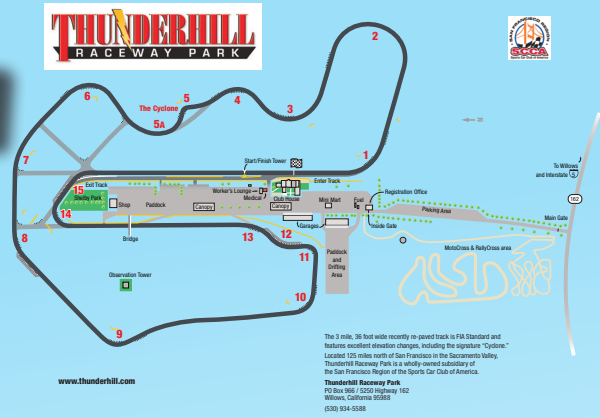 THUNDERHILL
RACEWAY PARK
SAN FRANCISCO REGION
SCCA
Sports Car Club of America
2
6
5
The Cyclone
4
5A
3
N
1
7
Start/Finish Tower
To Willows
and Interstate 5
15
Exit Track
Enter Track
Shelby Park
Worker's Lounge
Medical
Club House
Registration Office
162
Shop
Paddock
Canopy
Canopy
Mini Mart
Fuel
Parking Area
14
Main Gate
Garages
Inside Gate
8
Bridge
13
12
MotoCross & RallyCross area
11
Paddock
and
Drifting
Area
Observation Tower
10
9
The 3 mile, 36 foot wide recently re-paved track is FIA Standard and
features excellent elevation changes, including the signature "Cyclone."
Located 125 miles north of San Francisco in the Sacramento Valley,
Thunderhill Raceway Park is a wholly-owned subsidiary of
the San Francisco Region of the Sports Car Club of America.
www.thunderhill.com
Thunderhill Raceway Park
PO Box 966 / 5250 Highway 162
Willows, California 95988
(530) 934-5588